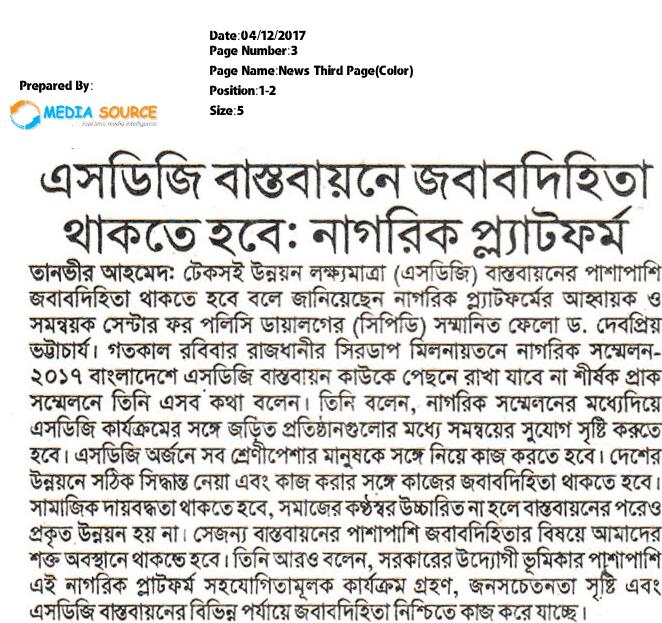 Date:04/12/2017
Page Number:3
Page Name:News Third Page(Color)
Prepared By:
Position:1-2
MEDIA SOURCE
real time media intelligence
Size:5
এসডিজি বাস্তবায়নে জবাবদিহিতা
থাকতে হবে: নাগরিক প্ল্যাটফর্ম
তানভীর আহমেদ: টেকসই উন্নয়ন লক্ষ্যমাত্রা (এসডিজি) বাস্তবায়নের পাশাপাশি
জবাবদিহিতা থাকতে হবে বলে জানিয়েছেন নাগরিক প্ল্যাটফর্মের আহ্বায়ক ও
সমন্বয়ক সেন্টার ফর পলিসি ডায়ালগের (সিপিডি) সম্মানিত ফেলো ড. দেবপ্রিয়
ভট্টাচার্য। গতকাল রবিবার রাজধানীর সিরডাপ মিলনায়তনে নাগরিক সম্মেলন-
২০১৭ বাংলাদেশে এসডিজি বাস্তবায়ন কাউকে পেছনে রাখা যাবে না শীর্ষক প্রাক
সম্মেলনে তিনি এসব কথা বলেন। তিনি বলেন, নাগরিক সম্মেলনের মধ্যেদিয়ে
এসডিজি কার্যক্রমের সঙ্গে জড়িত প্রতিষ্ঠানগুলোর মধ্যে সমন্বয়ের সুযোগ সৃষ্টি করতে
হবে। এসডিজি অর্জনে সব শ্রেণীপেশার মানুষকে সঙ্গে নিয়ে কাজ করতে হবে। দেশের
উন্নয়নে সঠিক সিদ্ধান্ত নেয়া এবং কাজ করার সঙ্গে কাজের জবাবদিহিতা থাকতে হবে।
সামাজিক দায়বদ্ধতা থাকতে হবে, সমাজের কণ্ঠস্বর উচ্চারিত না হলে বাস্তবায়নের পরেও
প্রকৃত উন্নয়ন হয় না। সেজন্য বাস্তবায়নের পাশাপাশি জবাবদিহিতার বিষয়ে আমাদের
শক্ত অবস্থানে থাকতে হবে। তিনি আরও বলেন, সরকারের উদ্যোগী ভূমিকার পাশাপাশি
এই নাগরিক প্লাটফর্ম সহযোগিতামূলক কার্যক্রম গ্রহণ, জনসচেতনতা সৃষ্টি এবং
এসডিজি বাস্তবায়নের বিভিন্ন পর্যায়ে জবাবদিহিতা নিশ্চিতে কাজ করে যাচ্ছে।